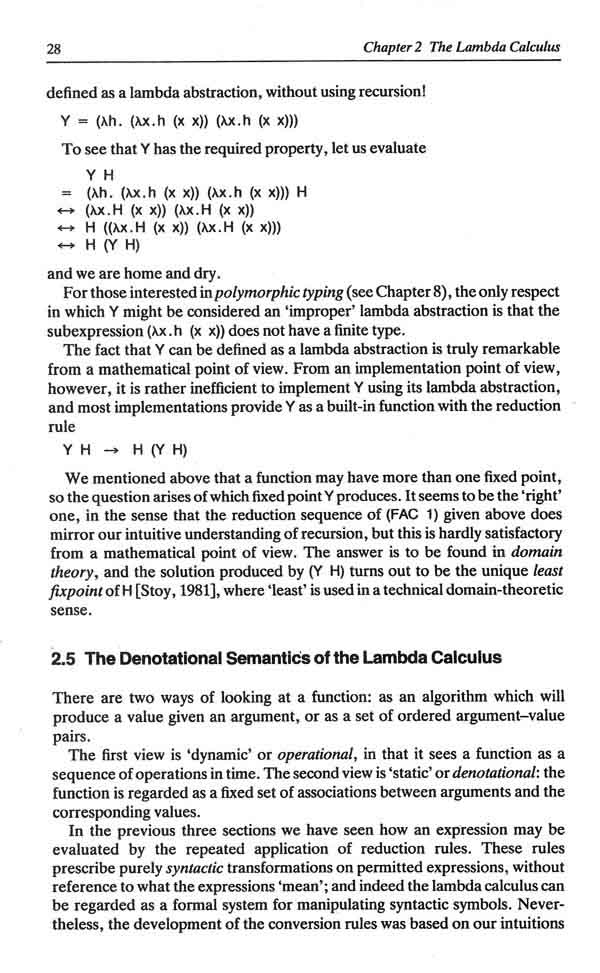 28 Chapter 2 The Lambda Calculus
defined as a lambda abstraction, without using recursion!
Y = (λh. (λx.h (x x)) (λx.h (x x)))
To see that Y has the required property, let us evaluate
Y H
= (λh. (λx.h (x x)) (λx.h (x x))) H
↔ (λx.H (x x)) (λx.H (x x))
↔ H ((λx.H (x x)) (λx.H (x x)))
↔ H (Y H)
and we are home and dry.
For those interested in polymorphic typing (see Chapter 8), the only respect
in which Y might be considered an ‘improper’ lambda abstraction is that the
subexpression (λx.h (x x)) does not have a finite type.
The fact that Y can be defined as a lambda abstraction is truly remarkable
from a mathematical point of view. From an implementation point of view,
however, it is rather inefficient to implement Y using its lambda abstraction,
and most implementations provide Y as a built-in function with the reduction
rule
Y H → H (Y H)
We mentioned above that a function may have more than one fixed point,
so the question arises of which fixed point Y produces. It seems to be the ‘right’
one, in the sense that the reduction sequence of (FAC 1) given above does
mirror our intuitive understanding of recursion, but this is hardly satisfactory
from a mathematical point of view. The answer is to be found in domain
theory, and the solution produced by (Y H) turns out to be the unique least
fixpoint of H [Stoy, 1981], where ‘least’ is used in a technical domain-theoretic
sense.
2.5 The Denotational Semantics of the Lambda Calculus
There are two ways of looking at a function: as an algorithm which will
produce a value given an argument, or as a set of ordered argument–value
pairs.
The first view is ‘dynamic’ or operational, in that it sees a function as a
sequence of operations in time. The second view is ‘static’ or denotational: the
function is regarded as a fixed set of associations between arguments and the
corresponding values.
In the previous three sections we have seen how an expression may be
evaluated by the repeated application of reduction rules. These rules
prescribe purely syntactic transformations on permitted expressions, without
reference to what the expressions ‘mean’; and indeed the lambda calculus can
be regarded as a formal system for manipulating syntactic symbols. Never-
theless, the development of the conversion rules was based on our intuitions